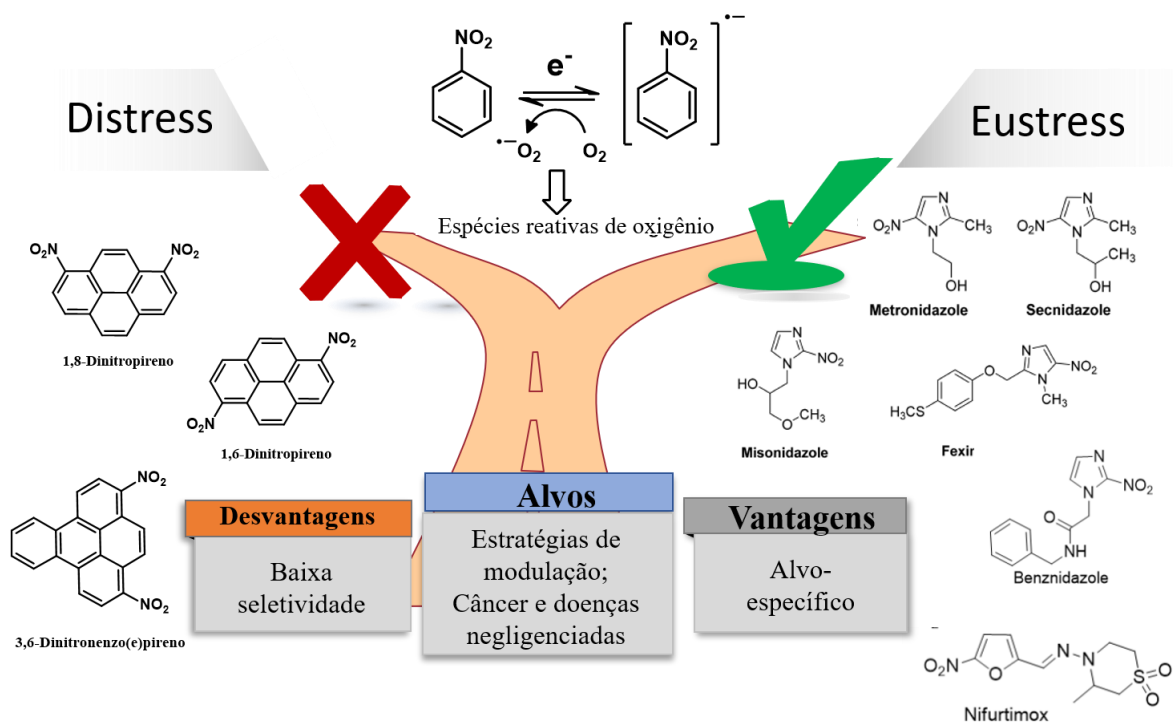 NO₂
NO₂
•−
e⁻
•−O₂
O₂
Distress
Eustress
Espécies reativas de oxigênio
O₂N
NO₂
1,8-Dinitropireno
NO₂
O₂N
1,6-Dinitropireno
NO₂
NO₂
3,6-Dinitronenzo(e)pireno
N
O₂N
N
CH₃
OH
Metronidazole
N
O₂N
N
CH₃
CH₃
OH
Secnidazole
N
N
NO₂
HO
O
CH₃
Misonidazole
N
O
N
NO₂
CH₃
H₃CS
Fexir
N
N
NO₂
O
NH
Benznidazole
O₂N
O
N
N
S
O
O
Nifurtimox
Desvantagens
Baixa
seletividade
Alvos
Estratégias de
modulação;
Câncer e doenças
negligenciadas
Vantagens
Alvo-
específico